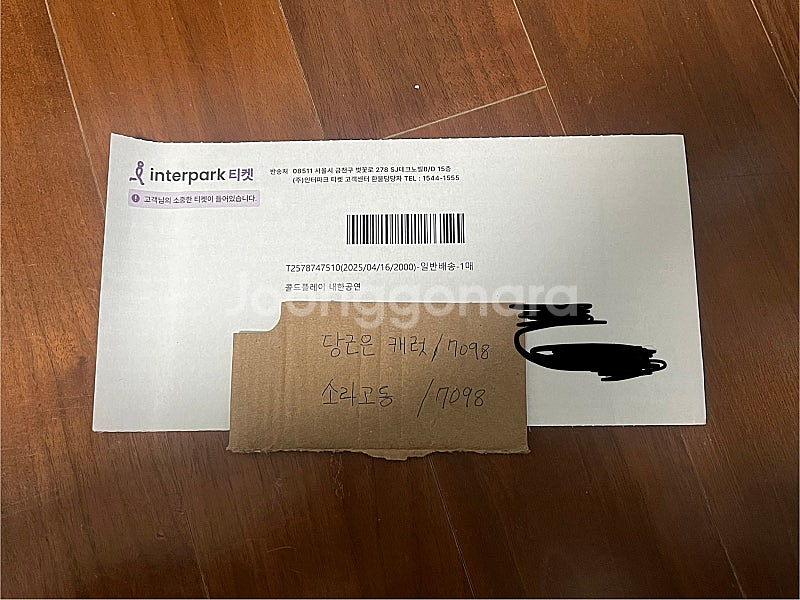 interpark 티켓
반송처 08511 서울시 금천구 벚꽃로 278 SJ테크노빌B/D 15층
(주)인터파크 티켓 고객센터 환불담당자 TEL : 1544-1555
고객님의 소중한 티켓이 들어있습니다.
T2578747510(2025/04/16/2000)-일반배송-1매
콜드플레이 내한공연
Joonggonara
당근은 캐럿/7098
소라고동 /7098